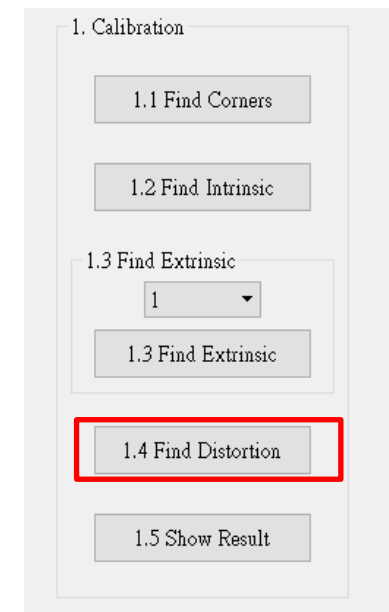 1. Calibration
1.1 Find Corners
1.2 Find Intrinsic
1.3 Find Extrinsic
1
1.3 Find Extrinsic
1.4 Find Distortion
1.5 Show Result